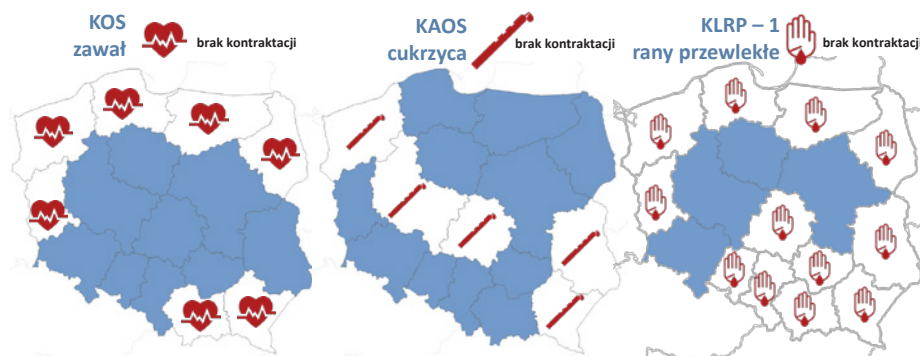 KOS
zawał
brak kontraktacji
KAOS
cukrzyca
brak kontraktacji
KLRP – 1
rany przewlekłe
brak kontraktacji